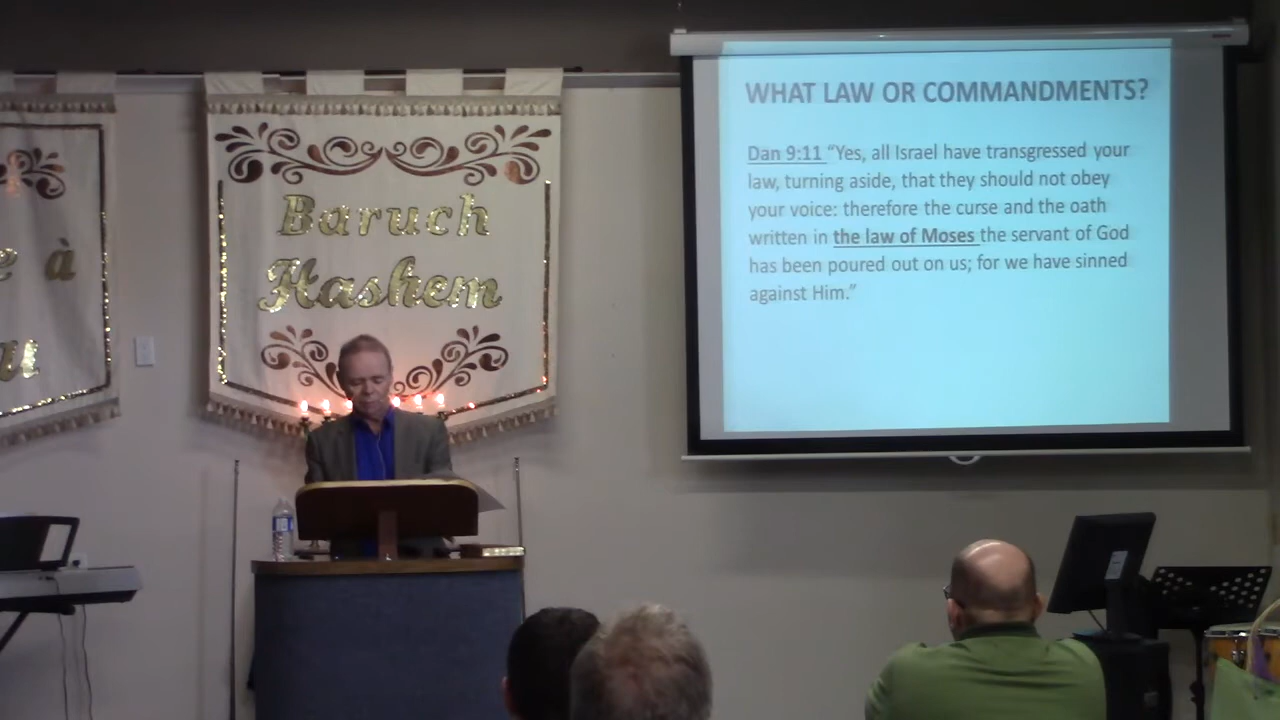 e à
u
Baruch
Hashem
WHAT LAW OR COMMANDMENTS?
Dan 9:11 “Yes, all Israel have transgressed your
law, turning aside, that they should not obey
your voice: therefore the curse and the oath
written in the law of Moses the servant of God
has been poured out on us; for we have sinned
against Him.”